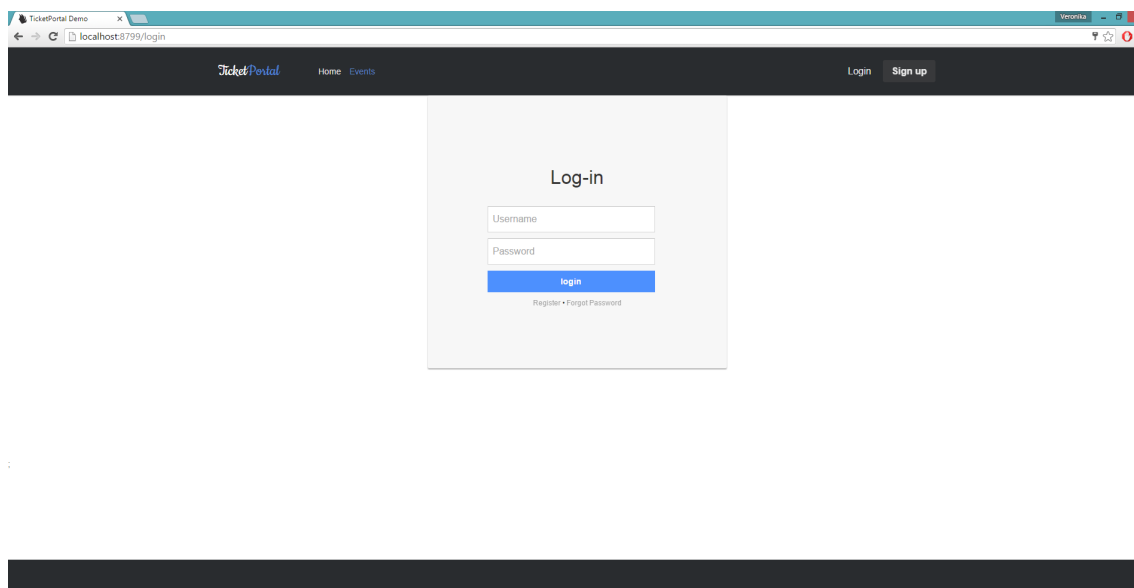 TicketPortal Demo
Veronika
localhost:8799/login
TicketPortal Home Events Login Sign up
Log-in
Username
Password
login
Register • Forgot Password
;